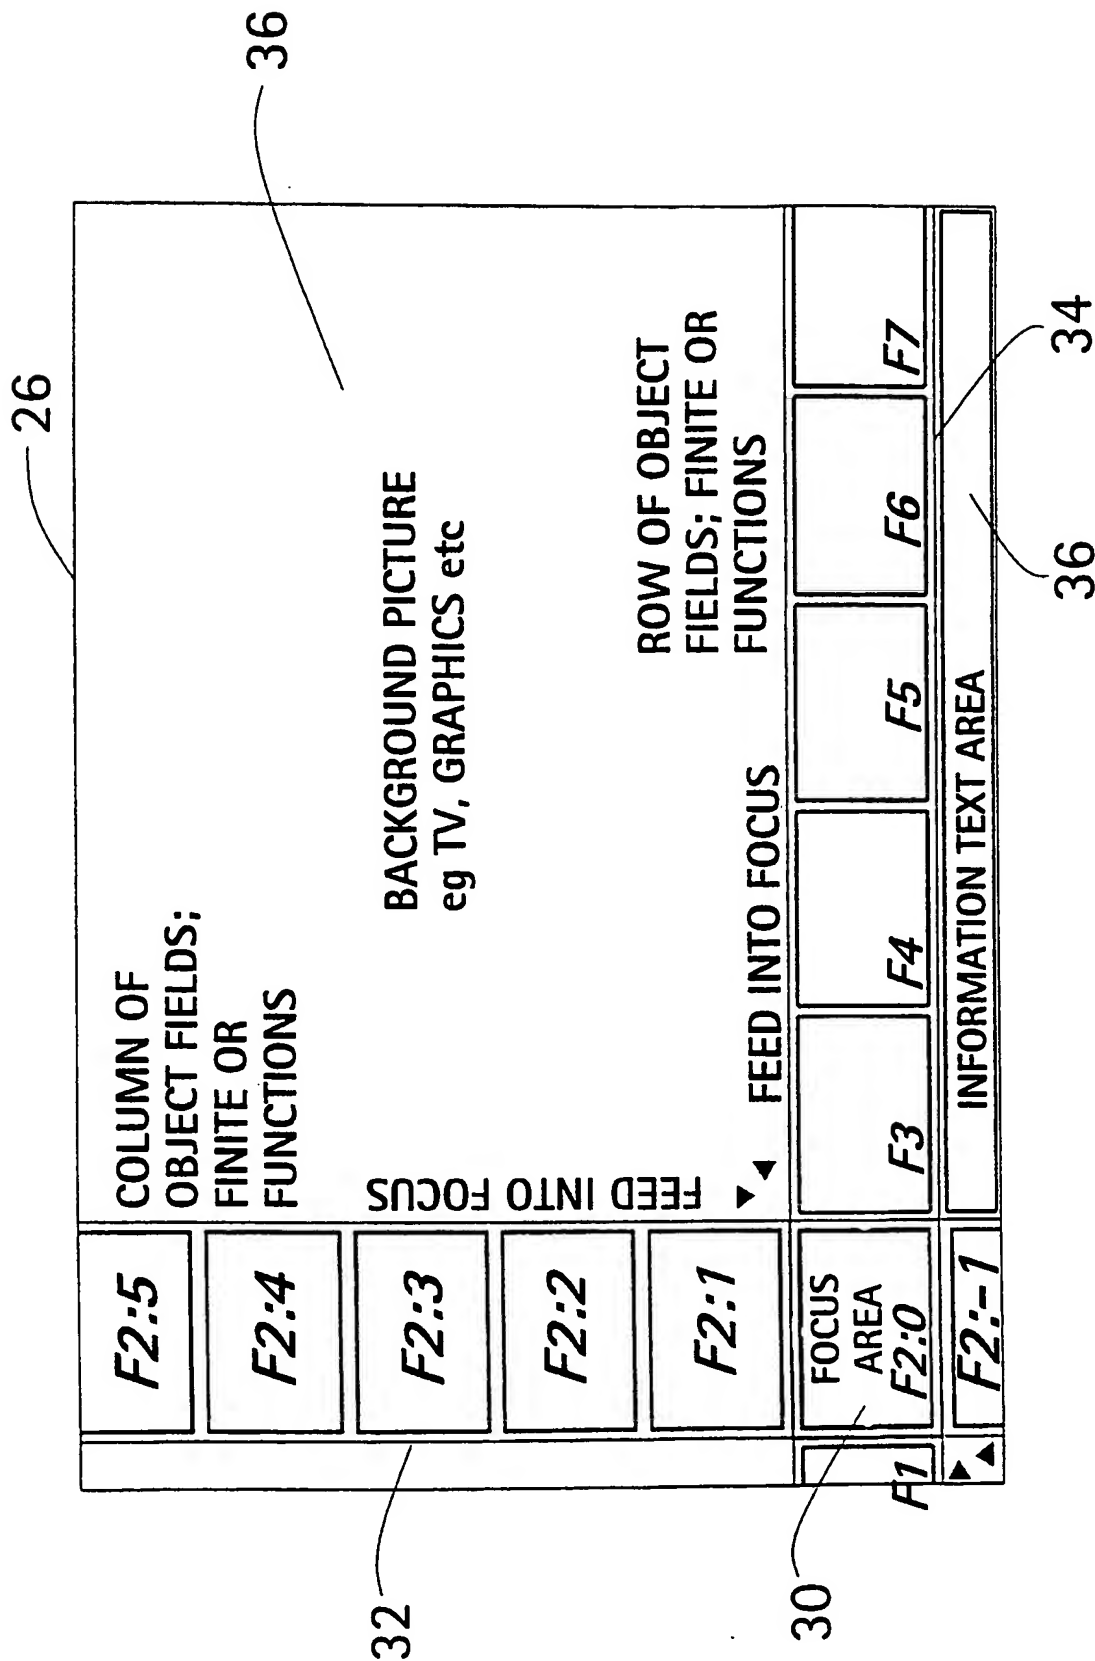 26
36
COLUMN OF
OBJECT FIELDS;
FINITE OR
FUNCTIONS
BACKGROUND PICTURE
eg TV, GRAPHICS etc
ROW OF OBJECT
FIELDS; FINITE OR
FUNCTIONS
FEED INTO FOCUS
FEED INTO FOCUS
F2:5
F2:4
F2:3
F2:2
F2:1
32
30
F1
FOCUS
AREA
F2:0
F3
F4
F5
F6
F7
F2:-1
INFORMATION TEXT AREA
36
34